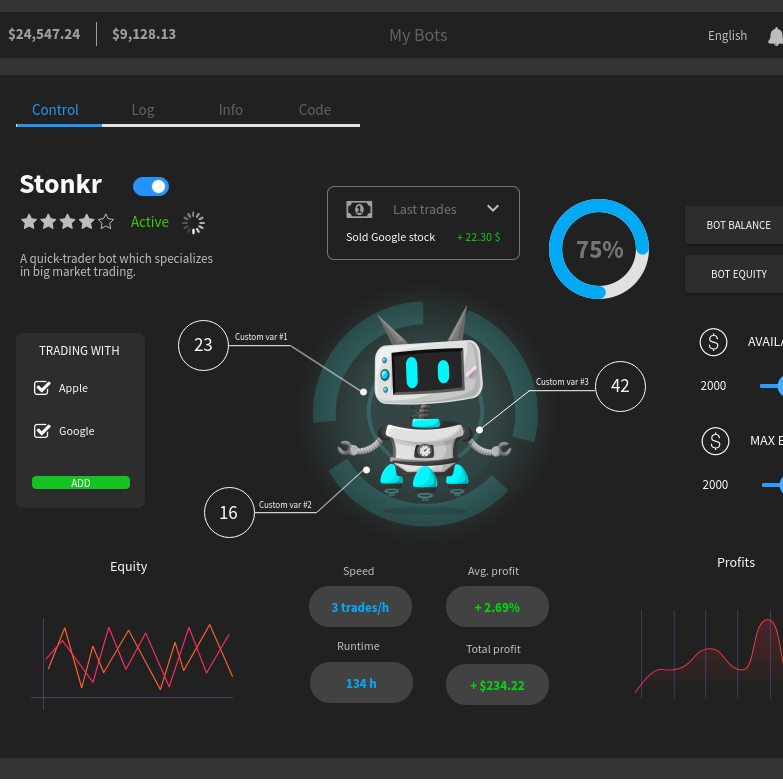 $24,547.24 $9,128.13 My Bots English
Control Log Info Code
Stonkr
Active
A quick-trader bot which specializes
in big market trading.
Last trades
Sold Google stock + 22.30 $
75%
BOT BALANCE
BOT EQUITY
TRADING WITH
Apple
Google
ADD
23 Custom var #1
Custom var #3 42
16 Custom var #2
$
2000
$
MAX
2000
Equity
Speed
3 trades/h
Avg. profit
+ 2.69%
Runtime
134 h
Total profit
+ $234.22
Profits